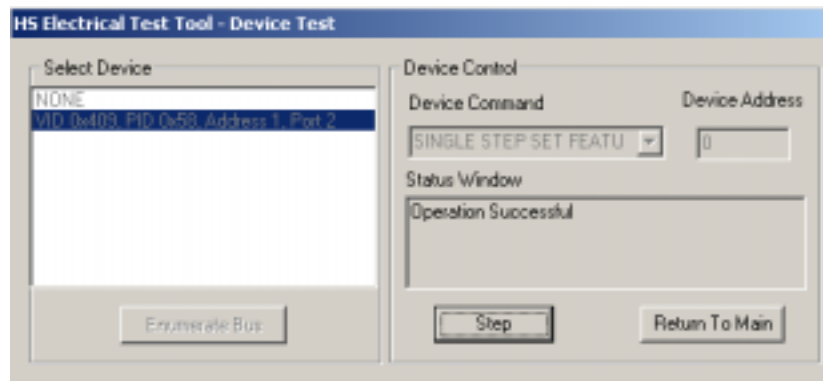 HS Electrical Test Tool - Device Test
Select Device
NONE
VID 0x409, PID 0x58, Address 1, Port 2
Enumerate Bus
Device Control
Device Command
Device Address
SINGLE STEP SET FEATU
0
Status Window
Operation Successful
Step
Return To Main